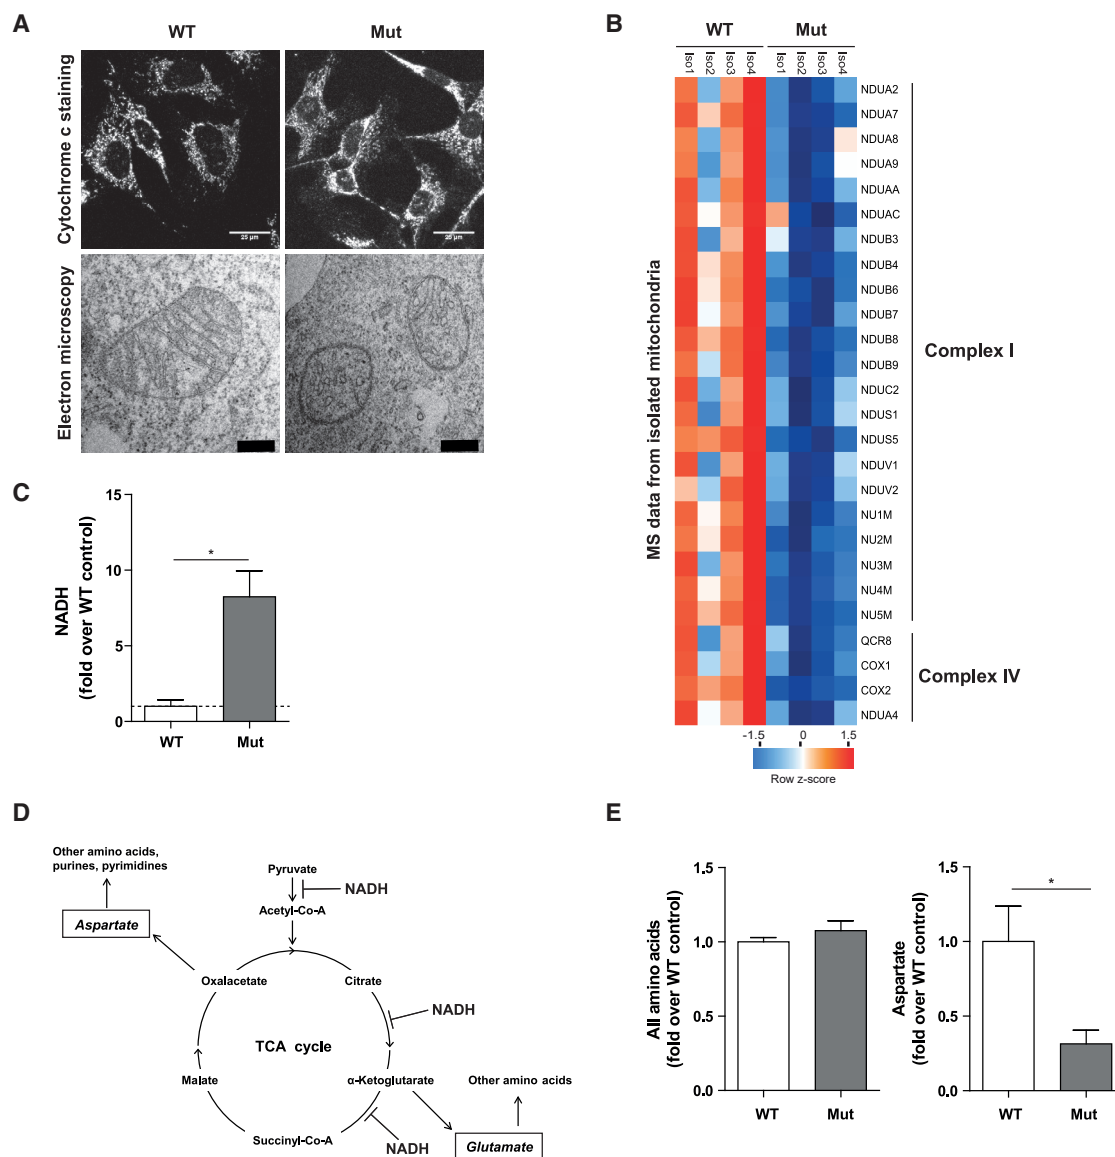 A
WT
Mut
Cytochrome c staining
25 μm
25 μm
Electron microscopy
B
WT
Mut
Iso1
Iso2
Iso3
Iso4
Iso1
Iso2
Iso3
Iso4
MS data from isolated mitochondria
NDUA2
NDUA7
NDUA8
NDUA9
NDUAA
NDUAC
NDUB3
NDUB4
NDUB6
NDUB7
NDUB8
NDUB9
NDUC2
NDUS1
NDUS5
NDUV1
NDUV2
NU1M
NU2M
NU3M
NU4M
NU5M
QCR8
COX1
COX2
NDUA4
Complex I
Complex IV
-1.5
0
1.5
Row z-score
C
NADH
(fold over WT control)
15
10
5
0
*
WT
Mut
D
Other amino acids,
purines, pyrimidines
Aspartate
Pyruvate
NADH
Acetyl-Co-A
Oxalacetate
Citrate
NADH
TCA cycle
Malate
α-Ketoglutarate
Other amino acids
Succinyl-Co-A
NADH
Glutamate
E
All amino acids
(fold over WT control)
1.5
1.0
0.5
0.0
WT
Mut
Aspartate
(fold over WT control)
1.5
1.0
0.5
0.0
*
WT
Mut